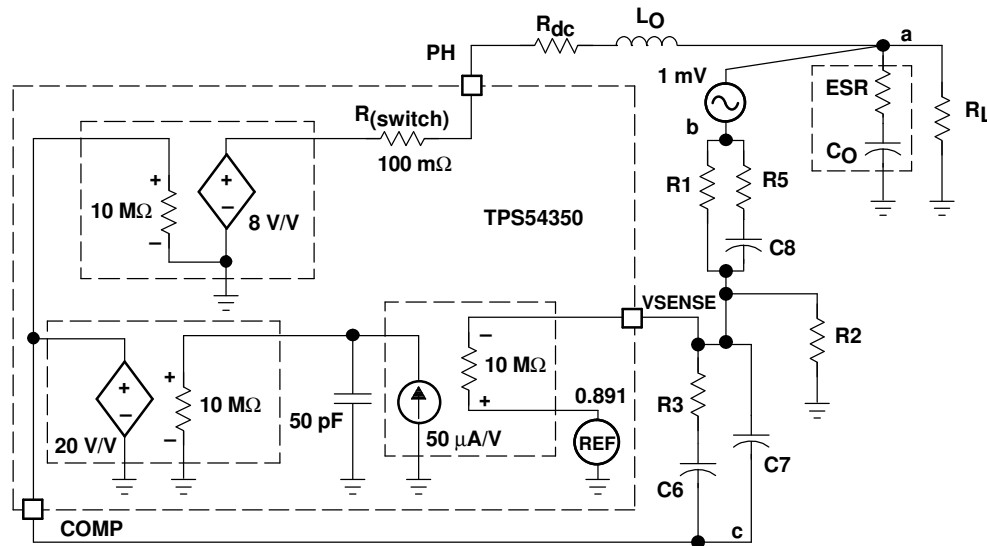 Rdc
LO
a
PH
1 mV
ESR
RL
R(switch)
b
CO
100 mΩ
R1
R5
+
10 MΩ
−
+
−
8 V/V
TPS54350
C8
VSENSE
R2
+
−
20 V/V
+
10 MΩ
−
50 pF
50 μA/V
−
10 MΩ
+
0.891
REF
R3
C7
C6
COMP
c